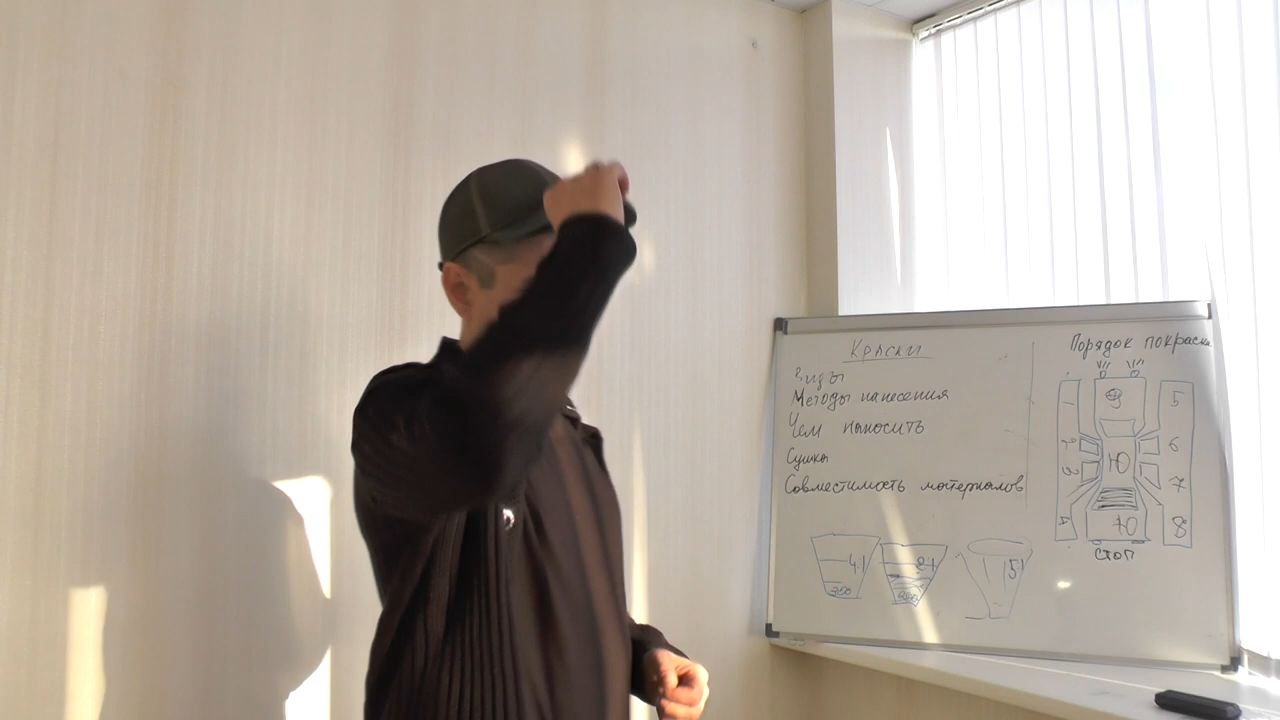 Краски
Виды
Методы нанесения
Чем наносить
Сушка
Совместимость материалов
4:1
2:1
5:1
200
Порядок покраски
1
2
3
4
9
10
5
6
7
8
стоп